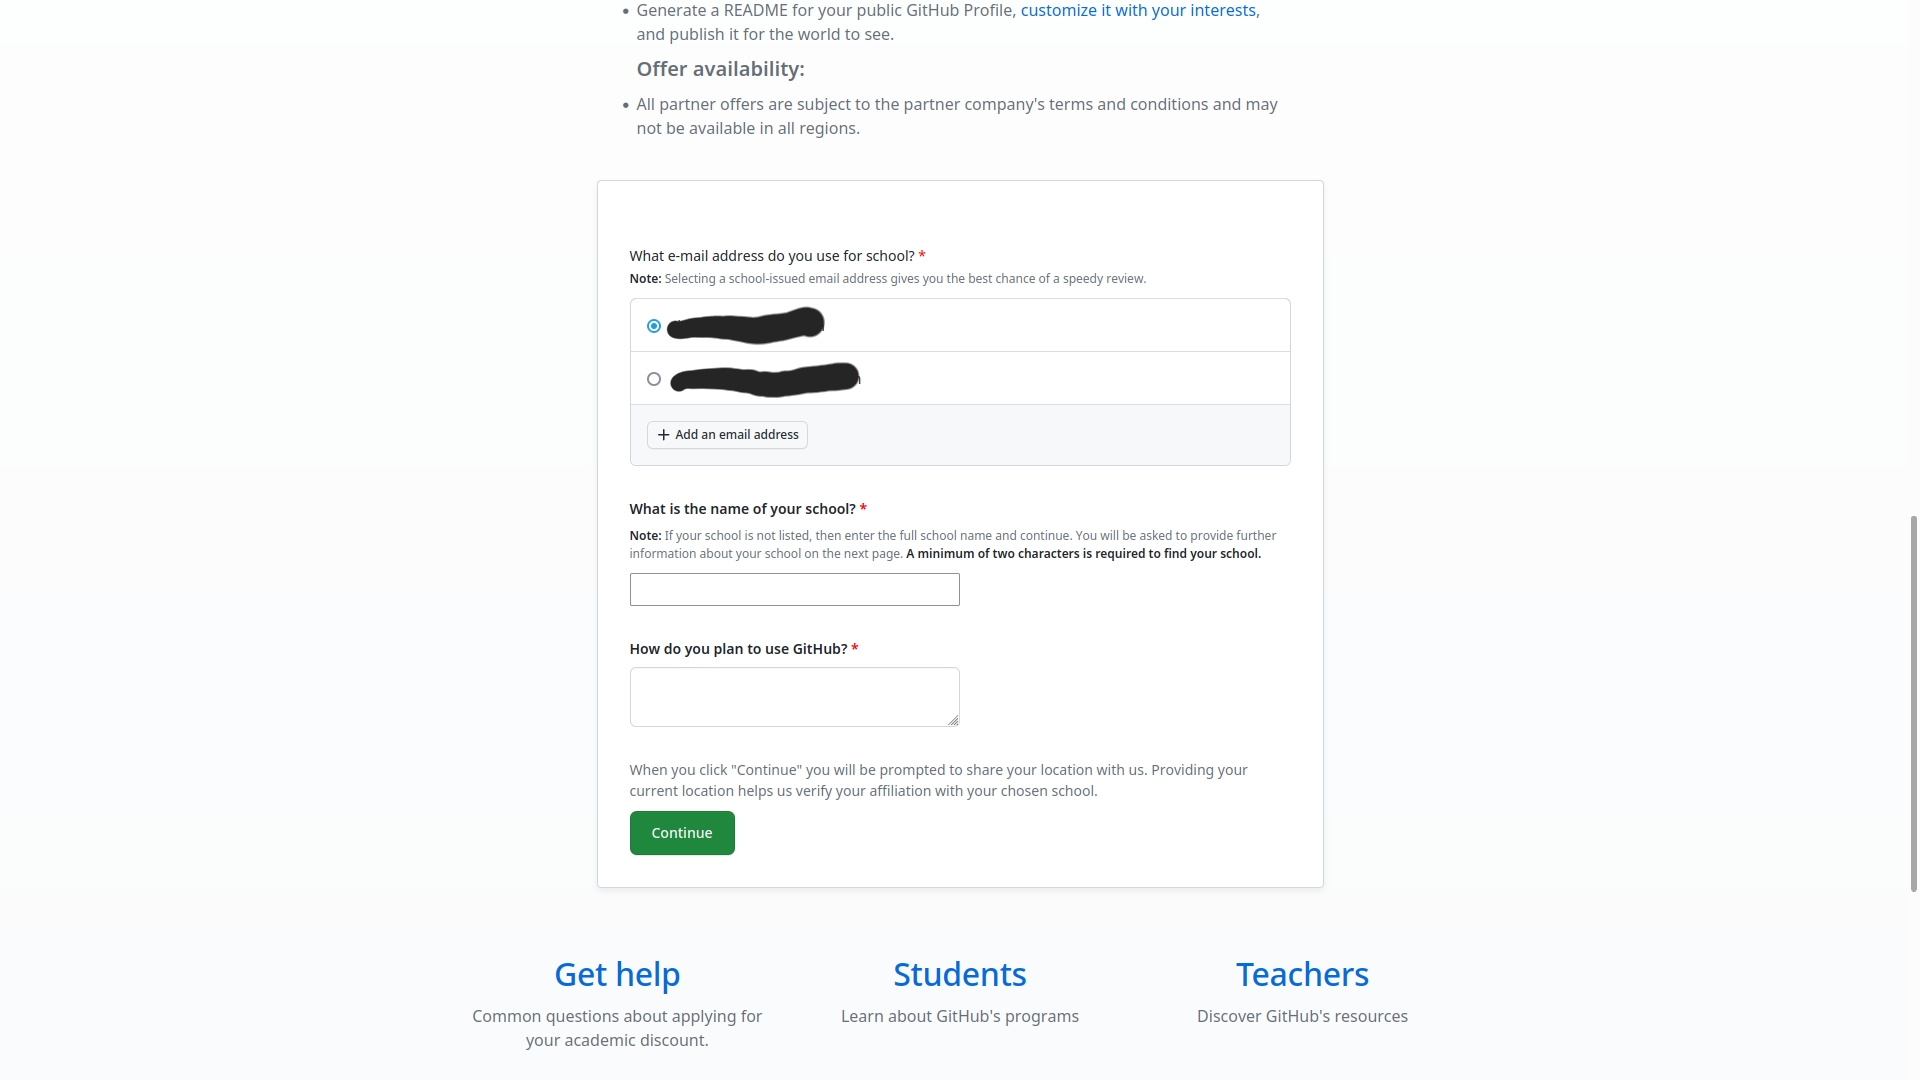 Generate a README for your public GitHub Profile, customize it with your interests,
and publish it for the world to see.
Offer availability:
All partner offers are subject to the partner company's terms and conditions and may
not be available in all regions.
What e-mail address do you use for school? *
Note: Selecting a school-issued email address gives you the best chance of a speedy review.
Add an email address
What is the name of your school? *
Note: If your school is not listed, then enter the full school name and continue. You will be asked to provide further
information about your school on the next page. A minimum of two characters is required to find your school.
How do you plan to use GitHub? *
When you click "Continue" you will be prompted to share your location with us. Providing your
current location helps us verify your affiliation with your chosen school.
Continue
Get help
Common questions about applying for
your academic discount.
Students
Learn about GitHub's programs
Teachers
Discover GitHub's resources